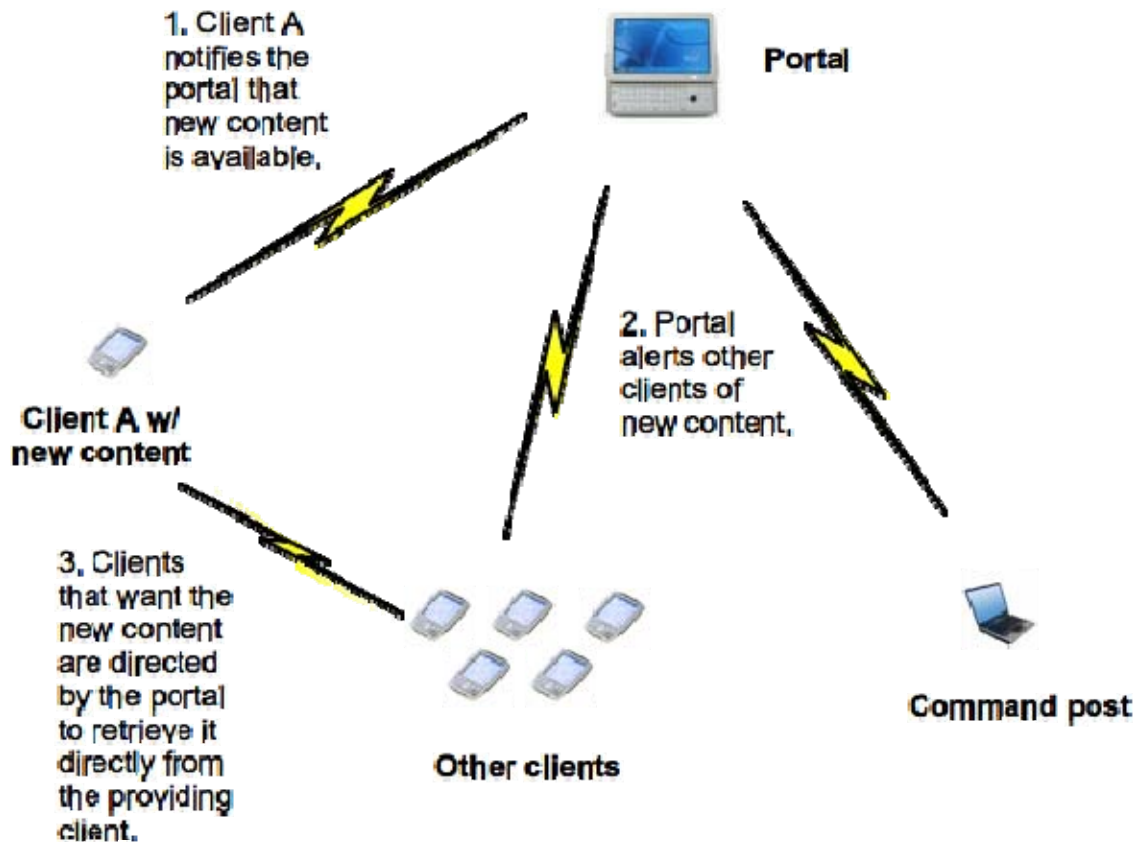 1. Client A
notifies the
portal that
new content
is available.
Portal
2. Portal
alerts other
clients of
new content.
Client A w/
new content
3. Clients
that want the
new content
are directed
by the portal
to retrieve it
directly from
the providing
client.
Other clients
Command post